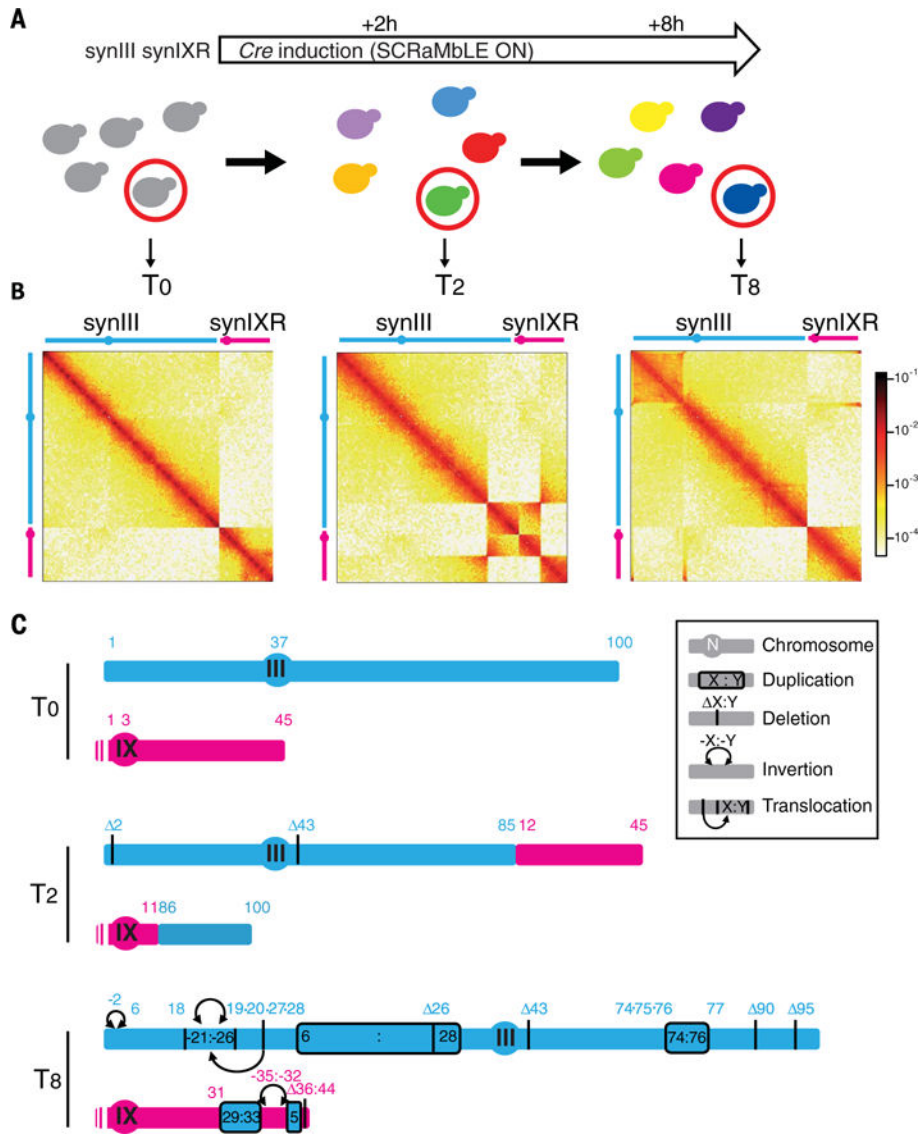 A
+2h +8h
synIII synIXR Cre induction (SCRaMbLE ON)
T0 T2 T8
B
synIII synIXR synIII synIXR synIII synIXR
10-1
10-2
10-3
10-4
C
1 37 100
III
T0
1 3 45
IX
N Chromosome
X : Y Duplication
ΔX:Y
Deletion
-X:-Y
Invertion
X:Y Translocation
Δ2 Δ43 85 12 45
III
T2
11 86 100
IX
-2 6 18 19-20 -27-28 Δ26 Δ43 74-75-76 77 Δ90 Δ95
-21:-26 6 : 28 III 74:76
T8
-35:-32
31 Δ36:44
IX 29:33 5